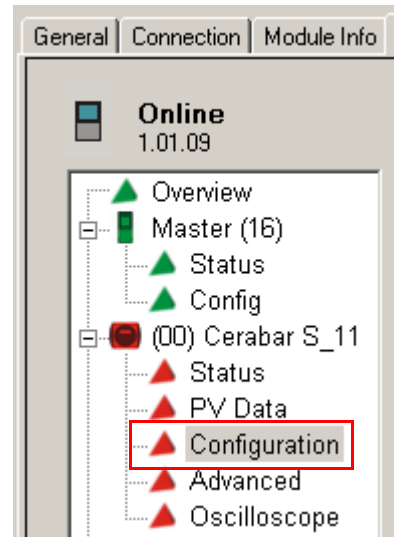 General Connection Module Info
Online
1.01.09
Overview
Master (16)
Status
Config
(00) Cerabar S_11
Status
PV Data
Configuration
Advanced
Oscilloscope